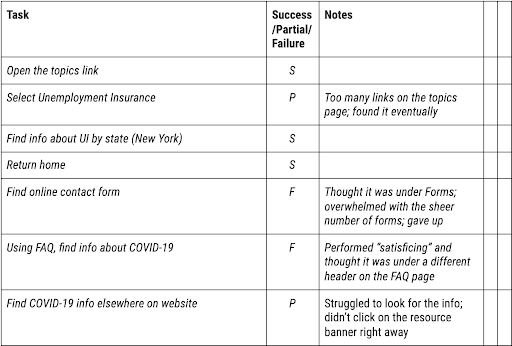 Task Success Notes
/Partial/
Failure
Open the topics link S
Select Unemployment Insurance P Too many links on the topics
page; found it eventually
Find info about UI by state (New York) S
Return home S
Find online contact form F Thought it was under Forms;
overwhelmed with the sheer
number of forms; gave up
Using FAQ, find info about COVID-19 F Performed “satisficing” and
thought it was under a different
header on the FAQ page
Find COVID-19 info elsewhere on website P Struggled to look for the info;
didn’t click on the resource
banner right away